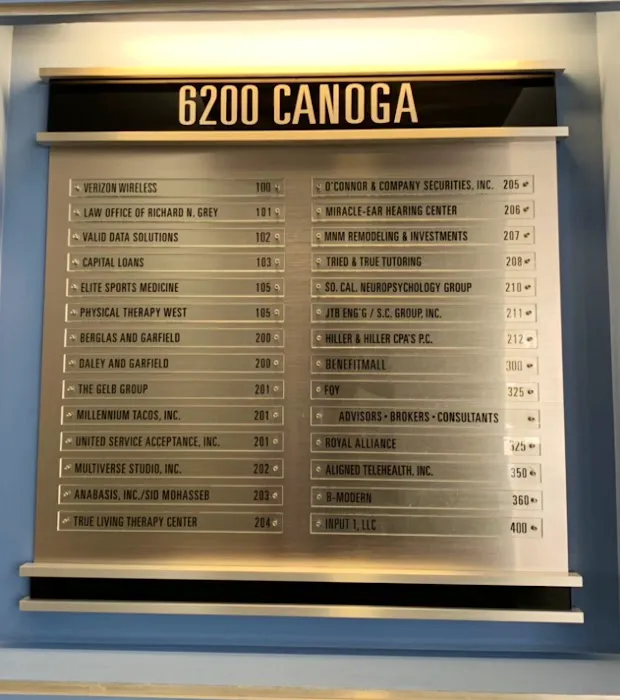 6200 CANOGA
VERIZON WIRELESS 100
LAW OFFICE OF RICHARD N. GREY 101
VALID DATA SOLUTIONS 102
CAPITAL LOANS 103
ELITE SPORTS MEDICINE 105
PHYSICAL THERAPY WEST 105
BERGLAS AND GARFIELD 200
DALEY AND GARFIELD 200
THE GELB GROUP 201
MILLENNIUM TACOS, INC. 201
UNITED SERVICE ACCEPTANCE, INC. 201
MULTIVERSE STUDIO, INC. 202
ANABASIS, INC./SID MOHASSEB 203
TRUE LIVING THERAPY CENTER 204
O'CONNOR & COMPANY SECURITIES, INC. 205
MIRACLE-EAR HEARING CENTER 206
MNM REMODELING & INVESTMENTS 207
TRIED & TRUE TUTORING 208
SO. CAL. NEUROPSYCHOLOGY GROUP 210
JTB ENG'G / S.C. GROUP, INC. 211
HILLER & HILLER CPA'S P.C. 212
BENEFITMALL 300
FOY 325
ADVISORS • BROKERS • CONSULTANTS
ROYAL ALLIANCE 325
ALIGNED TELEHEALTH, INC. 350
B-MODERN 360
INPUT 1, LLC 400